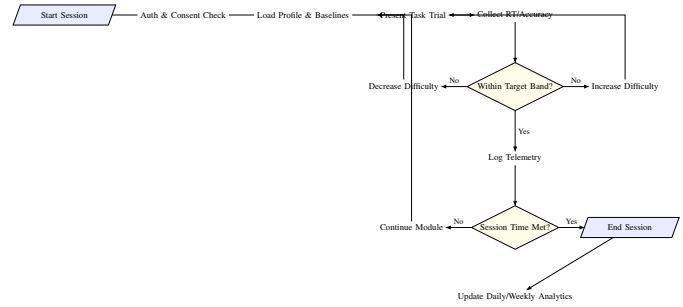 Start Session
Auth & Consent Check
Load Profile & Baselines
Present Task Trial
Collect RT/Accuracy
Decrease Difficulty
No
Within Target Band?
No
Increase Difficulty
Yes
Log Telemetry
Continue Module
No
Session Time Met?
Yes
End Session
Update Daily/Weekly Analytics